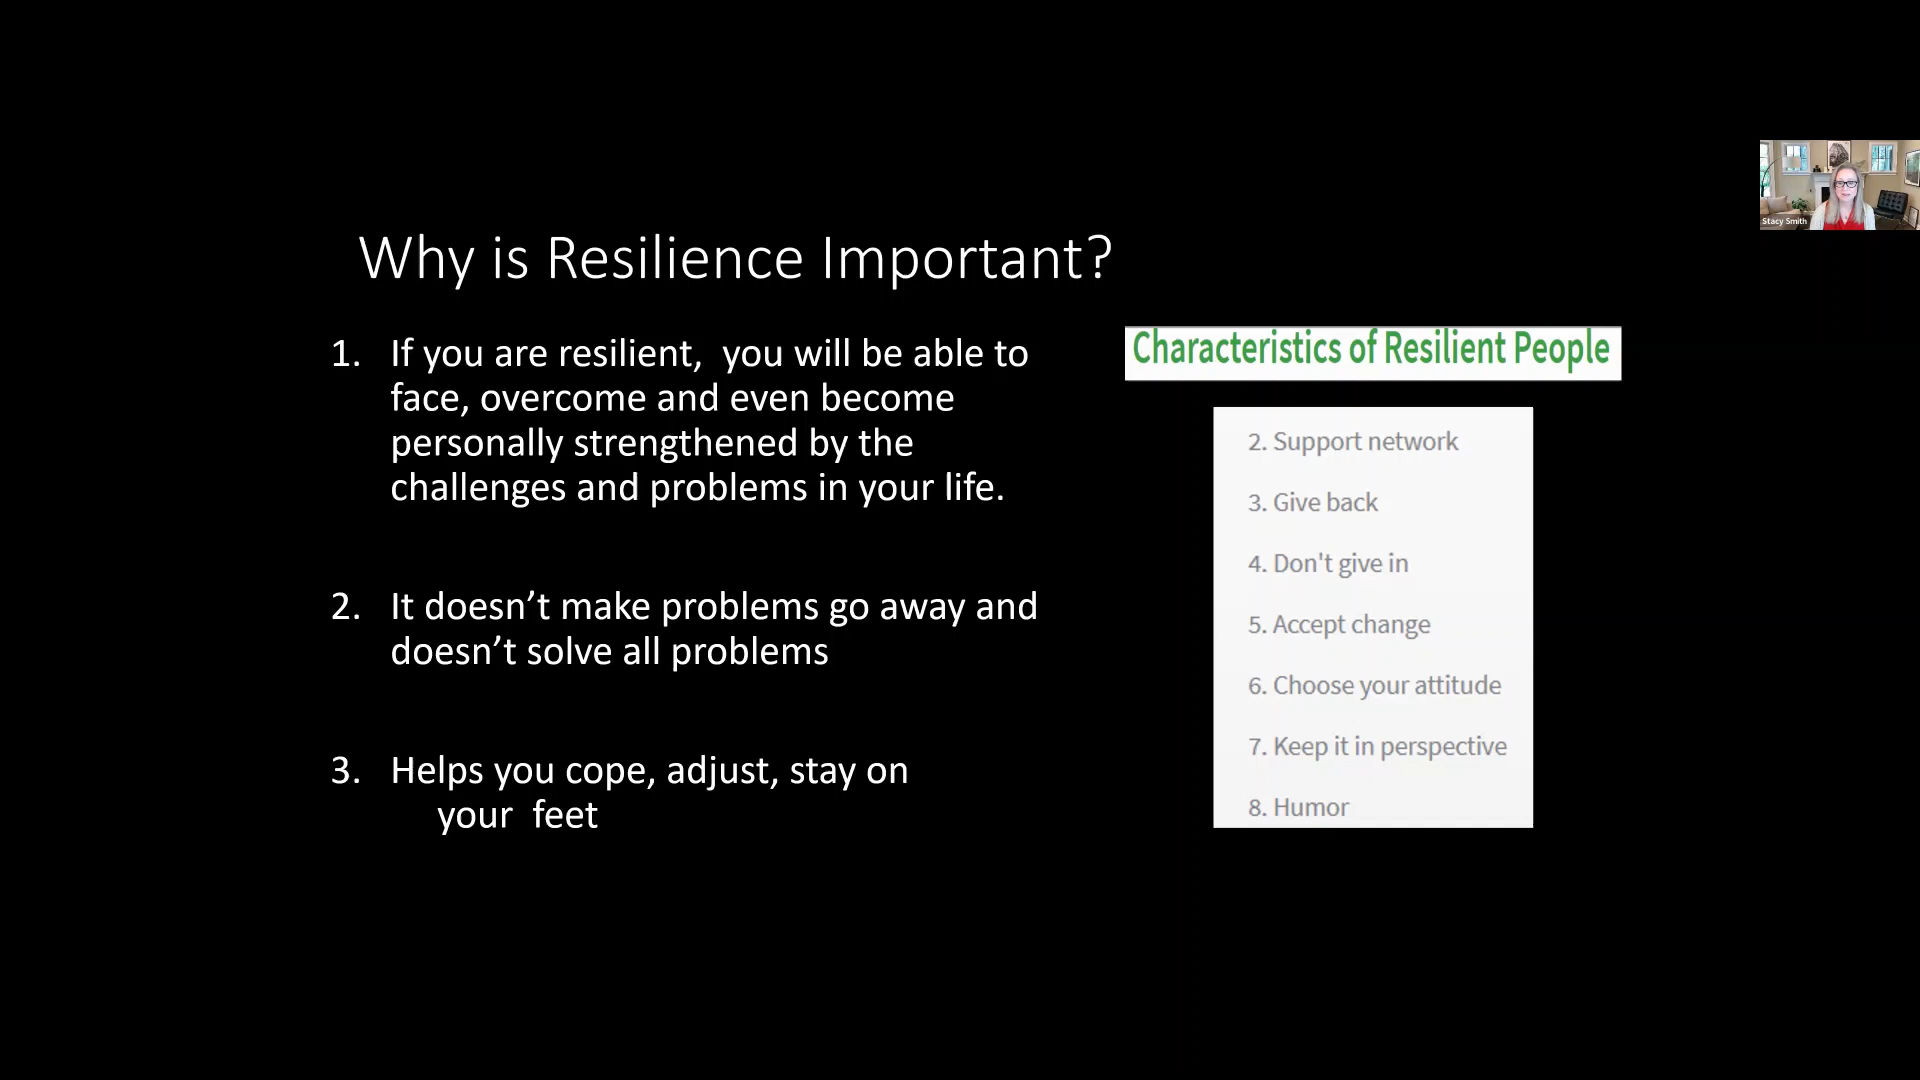 Why is Resilience Important?
1. If you are resilient,  you will be able to
face, overcome and even become
personally strengthened by the
challenges and problems in your life.
2. It doesn’t make problems go away and
doesn’t solve all problems
3. Helps you cope, adjust, stay on
your  feet
Characteristics of Resilient People
2. Support network
3. Give back
4. Don't give in
5. Accept change
6. Choose your attitude
7. Keep it in perspective
8. Humor
Stacy Smith